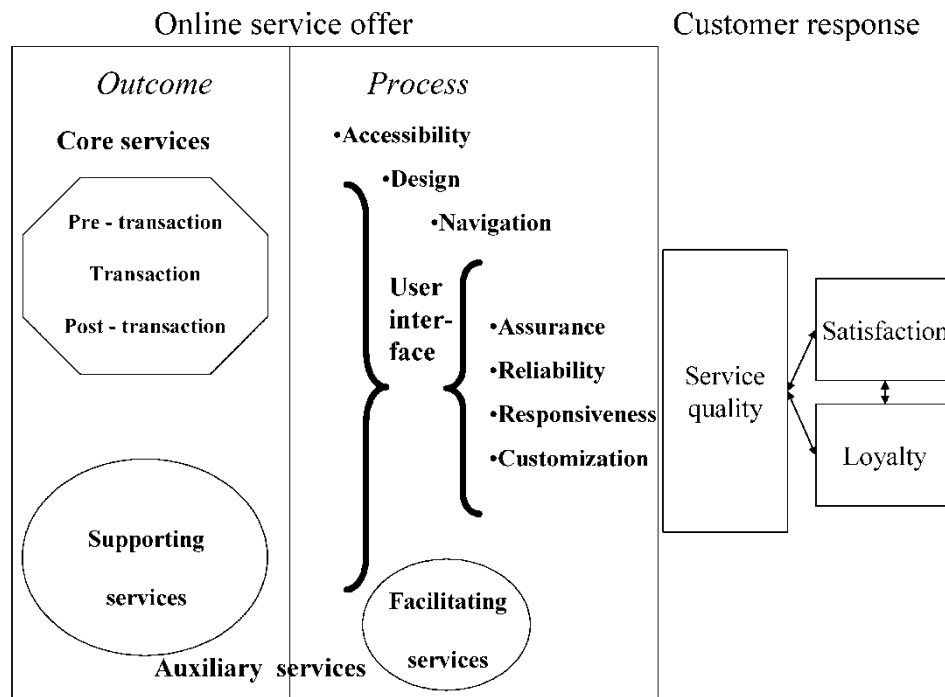 Online service offer
Customer response
Outcome
Process
Core services
Pre - transaction
Transaction
Post - transaction
•Accessibility
•Design
•Navigation
User
inter-
face
•Assurance
•Reliability
•Responsiveness
•Customization
Supporting
services
Facilitating
services
Auxiliary services
Service
quality
Satisfaction
Loyalty